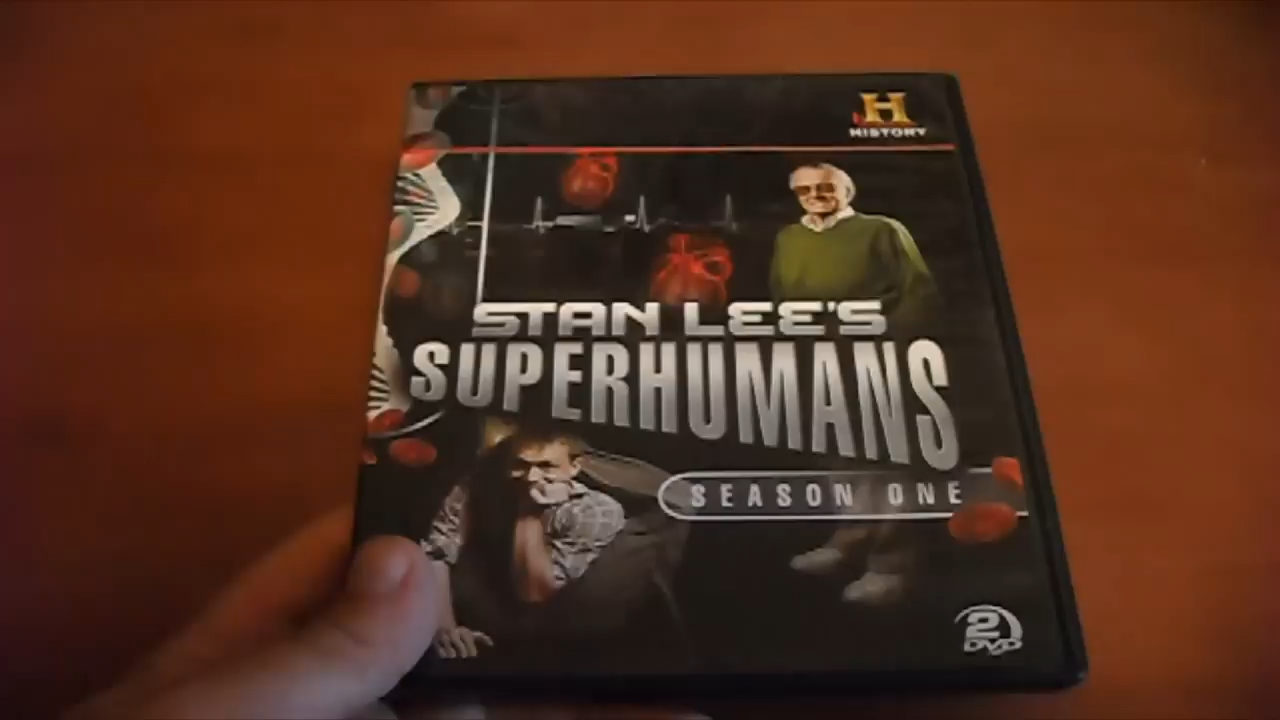 H
HISTORY
STAN LEE'S
SUPERHUMANS
SEASON ONE
2
DVD